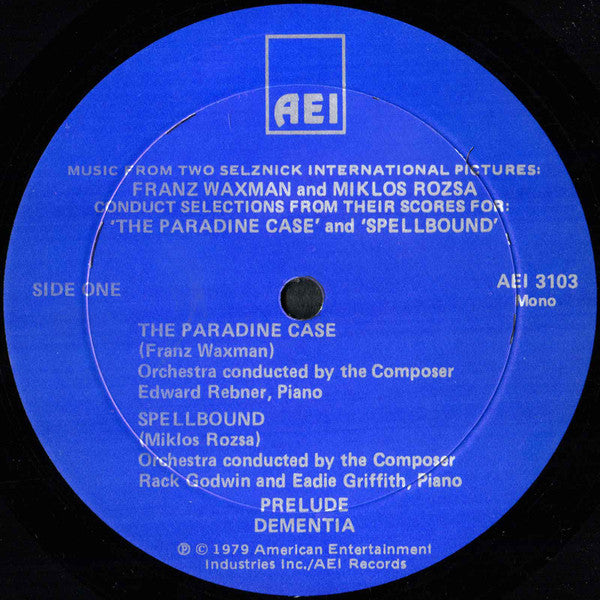 AEI
MUSIC FROM TWO SELZNICK INTERNATIONAL PICTURES:
FRANZ WAXMAN and MIKLOS ROZSA
CONDUCT SELECTIONS FROM THEIR SCORES FOR:
'THE PARADINE CASE' and 'SPELLBOUND'
SIDE ONE
AEI 3103
Mono
THE PARADINE CASE
(Franz Waxman)
Orchestra conducted by the Composer
Edward Rebner, Piano
SPELLBOUND
(Miklos Rozsa)
Orchestra conducted by the Composer
Rack Godwin and Eadie Griffith, Piano
PRELUDE
DEMENTIA
℗ © 1979 American Entertainment
Industries Inc./AEI Records